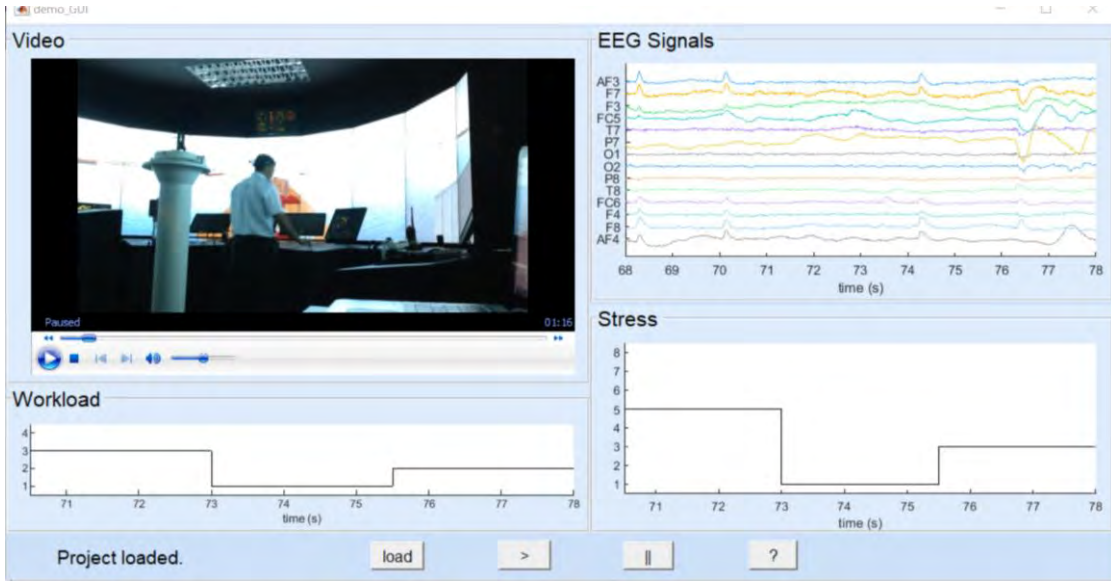 demo_GUI
Video
Paused
01:16
Workload
4
3
2
1
71 72 73 74 75 76 77 78
time (s)
EEG Signals
AF3
F7
F3
FC5
T7
P7
O1
O2
P8
T8
FC6
F4
F8
AF4
68 69 70 71 72 73 74 75 76 77 78
time (s)
Stress
8
7
6
5
4
3
2
1
71 72 73 74 75 76 77 78
time (s)
Project loaded.
load
>
||
?